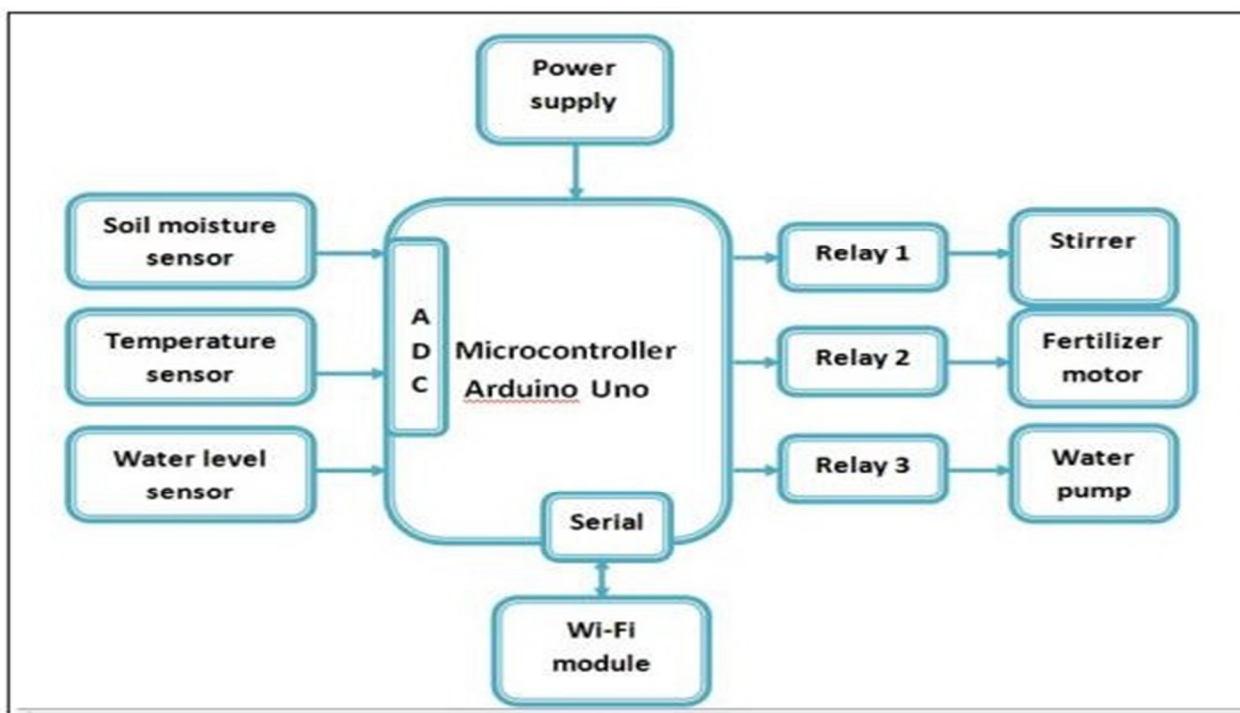 Power
supply
Soil moisture
sensor
Temperature
sensor
Water level
sensor
A
D
C
Microcontroller
Arduino Uno
Serial
Wi-Fi
module
Relay 1
Relay 2
Relay 3
Stirrer
Fertilizer
motor
Water
pump